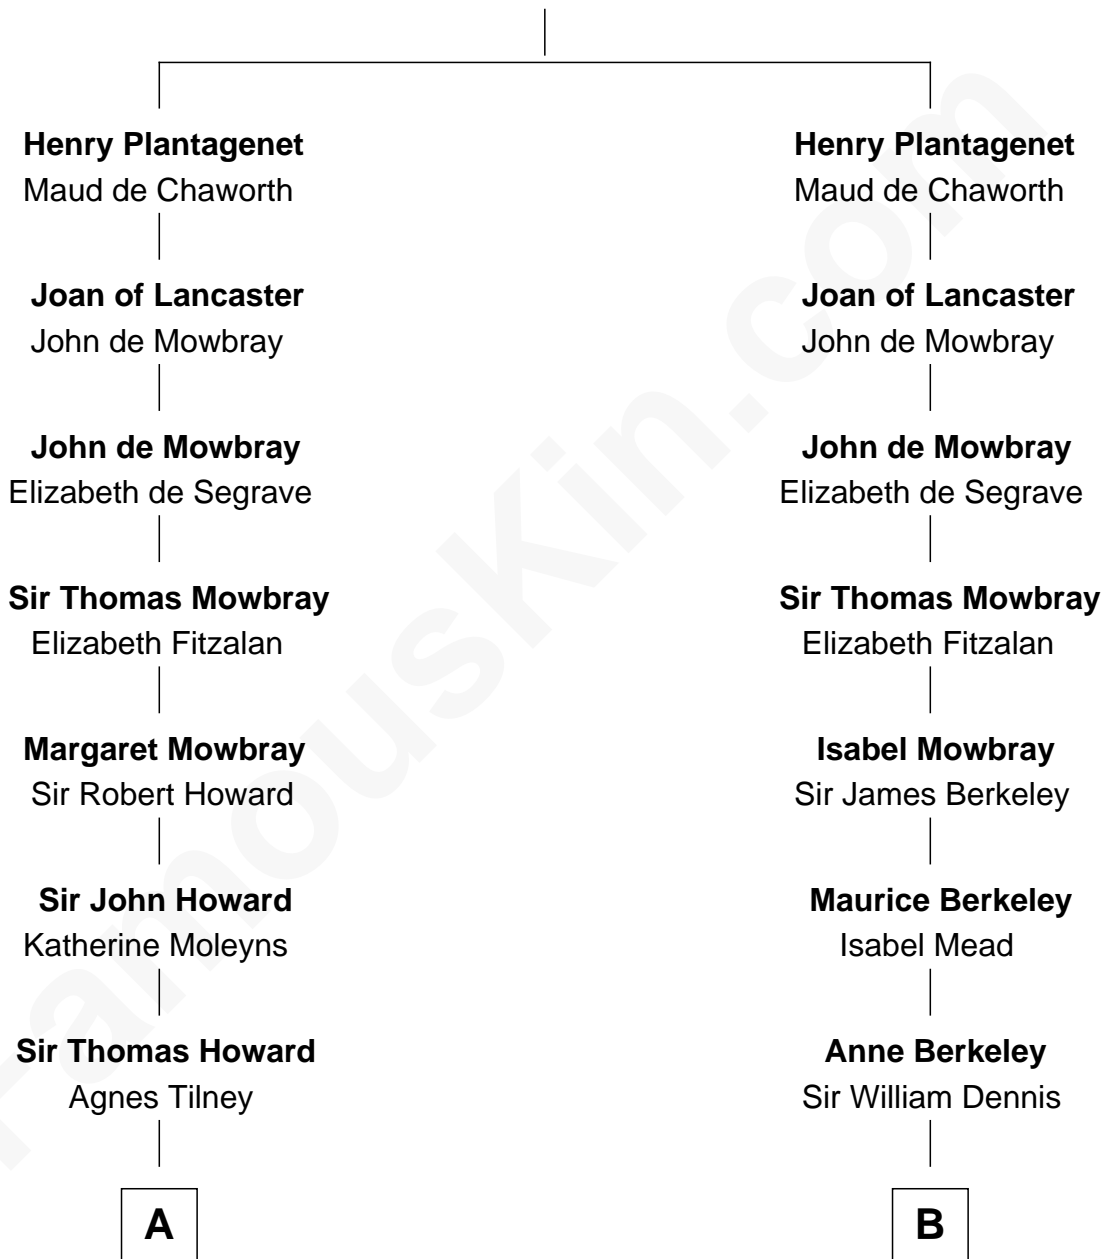 Henry Plantagenet
Maud de Chaworth
Joan of Lancaster
John de Mowbray
John de Mowbray
Elizabeth de Segrave
Sir Thomas Mowbray
Elizabeth Fitzalan
Margaret Mowbray
Sir Robert Howard
Sir John Howard
Katherine Moleyns
Sir Thomas Howard
Agnes Tilney
A
Henry Plantagenet
Maud de Chaworth
Joan of Lancaster
John de Mowbray
John de Mowbray
Elizabeth de Segrave
Sir Thomas Mowbray
Elizabeth Fitzalan
Isabel Mowbray
Sir James Berkeley
Maurice Berkeley
Isabel Mead
Anne Berkeley
Sir William Dennis
B
FamousKin.com